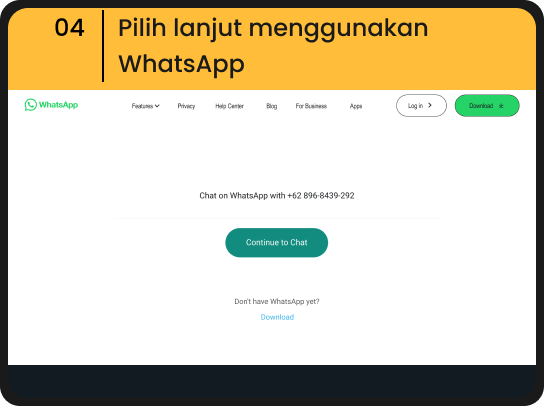 04
Pilih lanjut menggunakan
WhatsApp
WhatsApp
Features Privacy Help Center Blog For Business Apps Log in Download
Chat on WhatsApp with +62 896-8439-292
Continue to Chat
Don't have WhatsApp yet?
Download